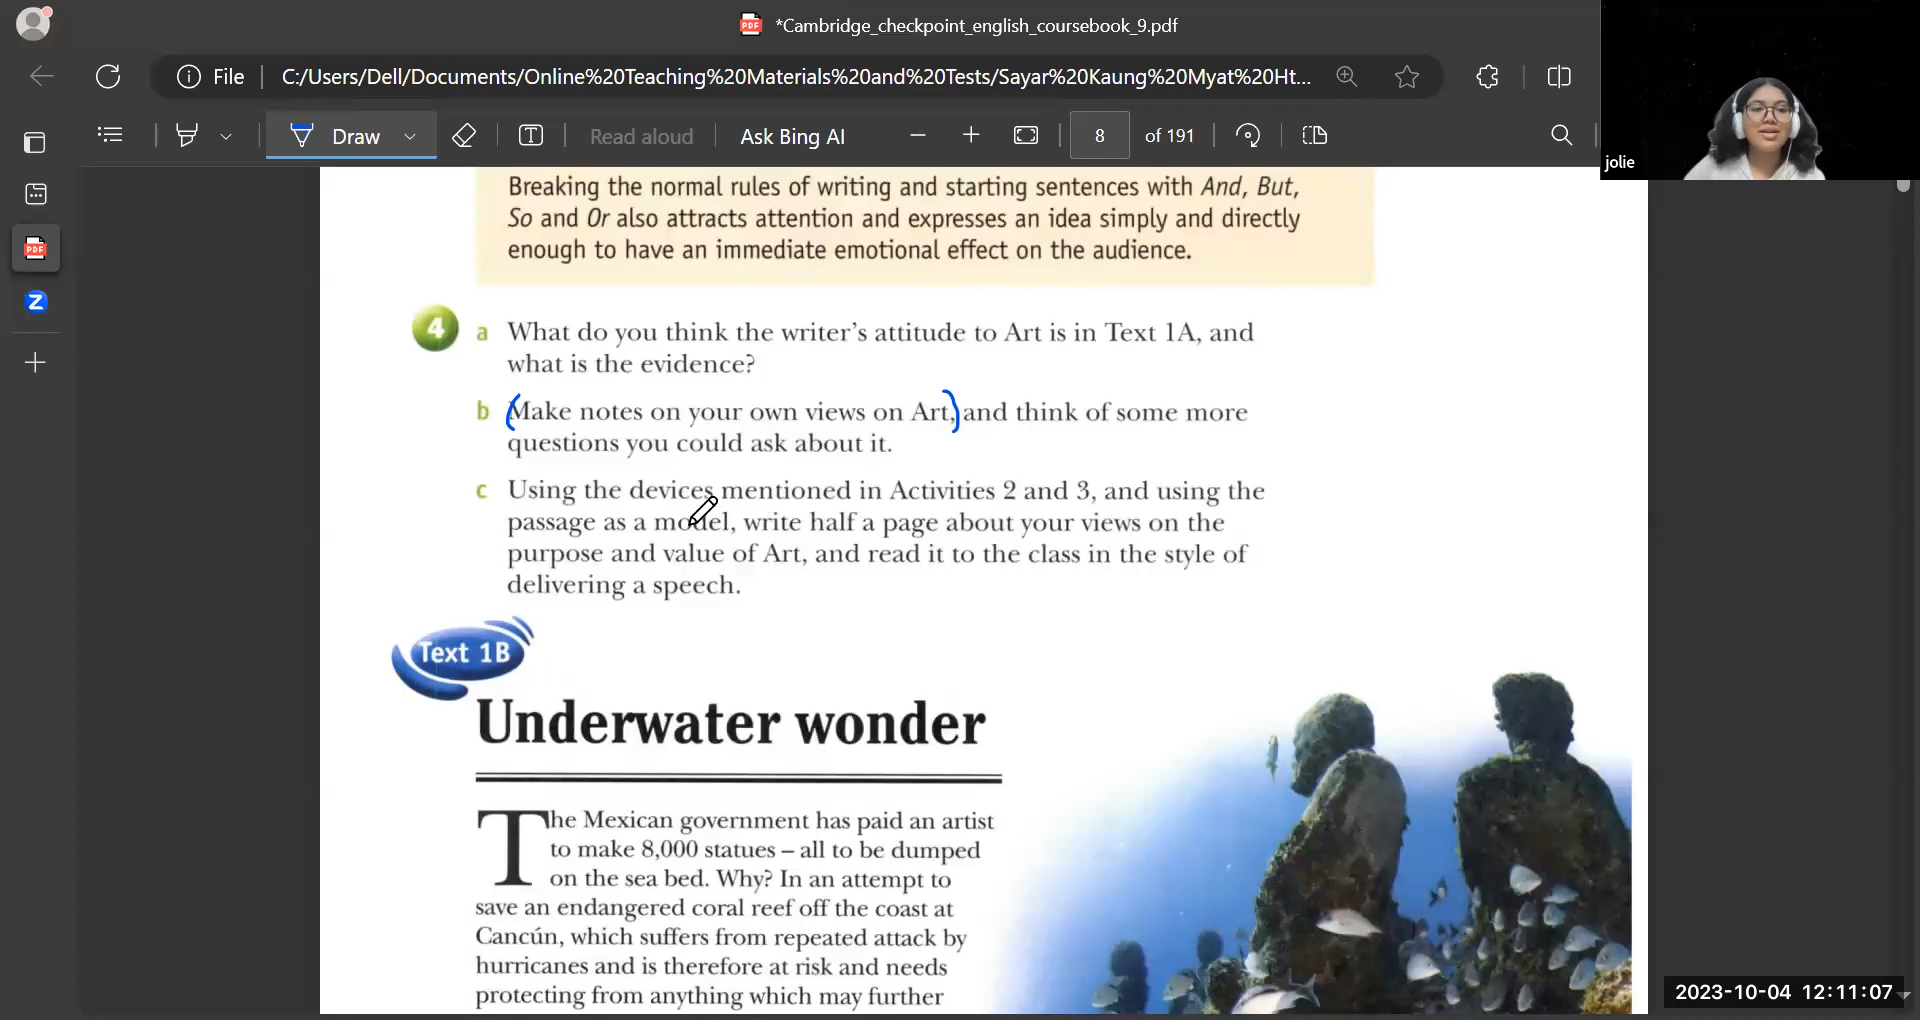 *Cambridge_checkpoint_english_coursebook_9.pdf
File
C:/Users/Dell/Documents/Online%20Teaching%20Materials%20and%20Tests/Sayar%20Kaung%20Myat%20Ht...
Draw
Read aloud
Ask Bing AI
8
of 191
jolie
Breaking the normal rules of writing and starting sentences with And, But,
So and Or also attracts attention and expresses an idea simply and directly
enough to have an immediate emotional effect on the audience.
4 a What do you think the writer's attitude to Art is in Text 1A, and
what is the evidence?
b (Make notes on your own views on Art,) and think of some more
questions you could ask about it.
c Using the devices mentioned in Activities 2 and 3, and using the
passage as a model, write half a page about your views on the
purpose and value of Art, and read it to the class in the style of
delivering a speech.
Text 1B
Underwater wonder
The Mexican government has paid an artist
to make 8,000 statues – all to be dumped
on the sea bed. Why? In an attempt to
save an endangered coral reef off the coast at
Cancún, which suffers from repeated attack by
hurricanes and is therefore at risk and needs
protecting from anything which may further
2023-10-04 12:11:07